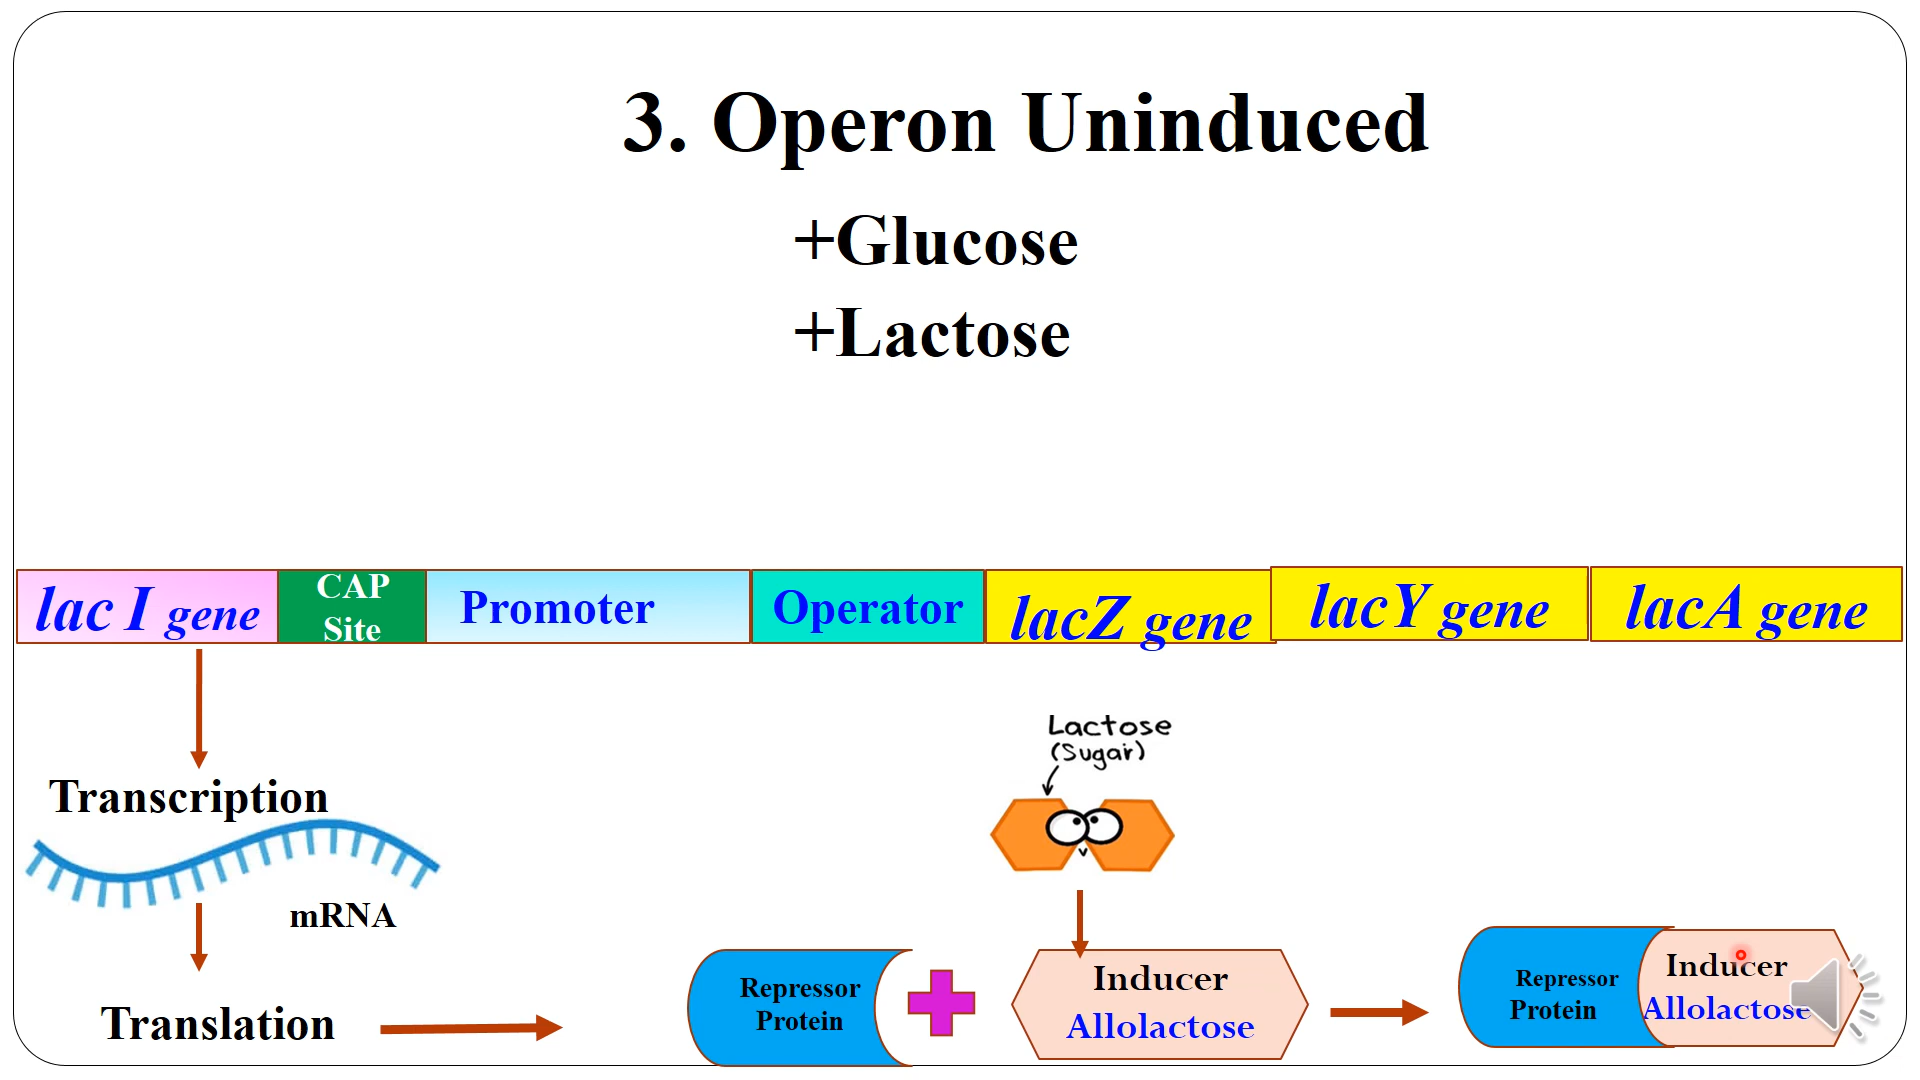 3. Operon Uninduced
+Glucose
+Lactose
lac I gene
CAP
Site
Promoter
Operator
lacZ gene
lacY gene
lacA gene
Lactose
(Sugar)
Transcription
mRNA
Translation
Repressor
Protein
Inducer
Allolactose
Repressor
Protein
Inducer
Allolactose